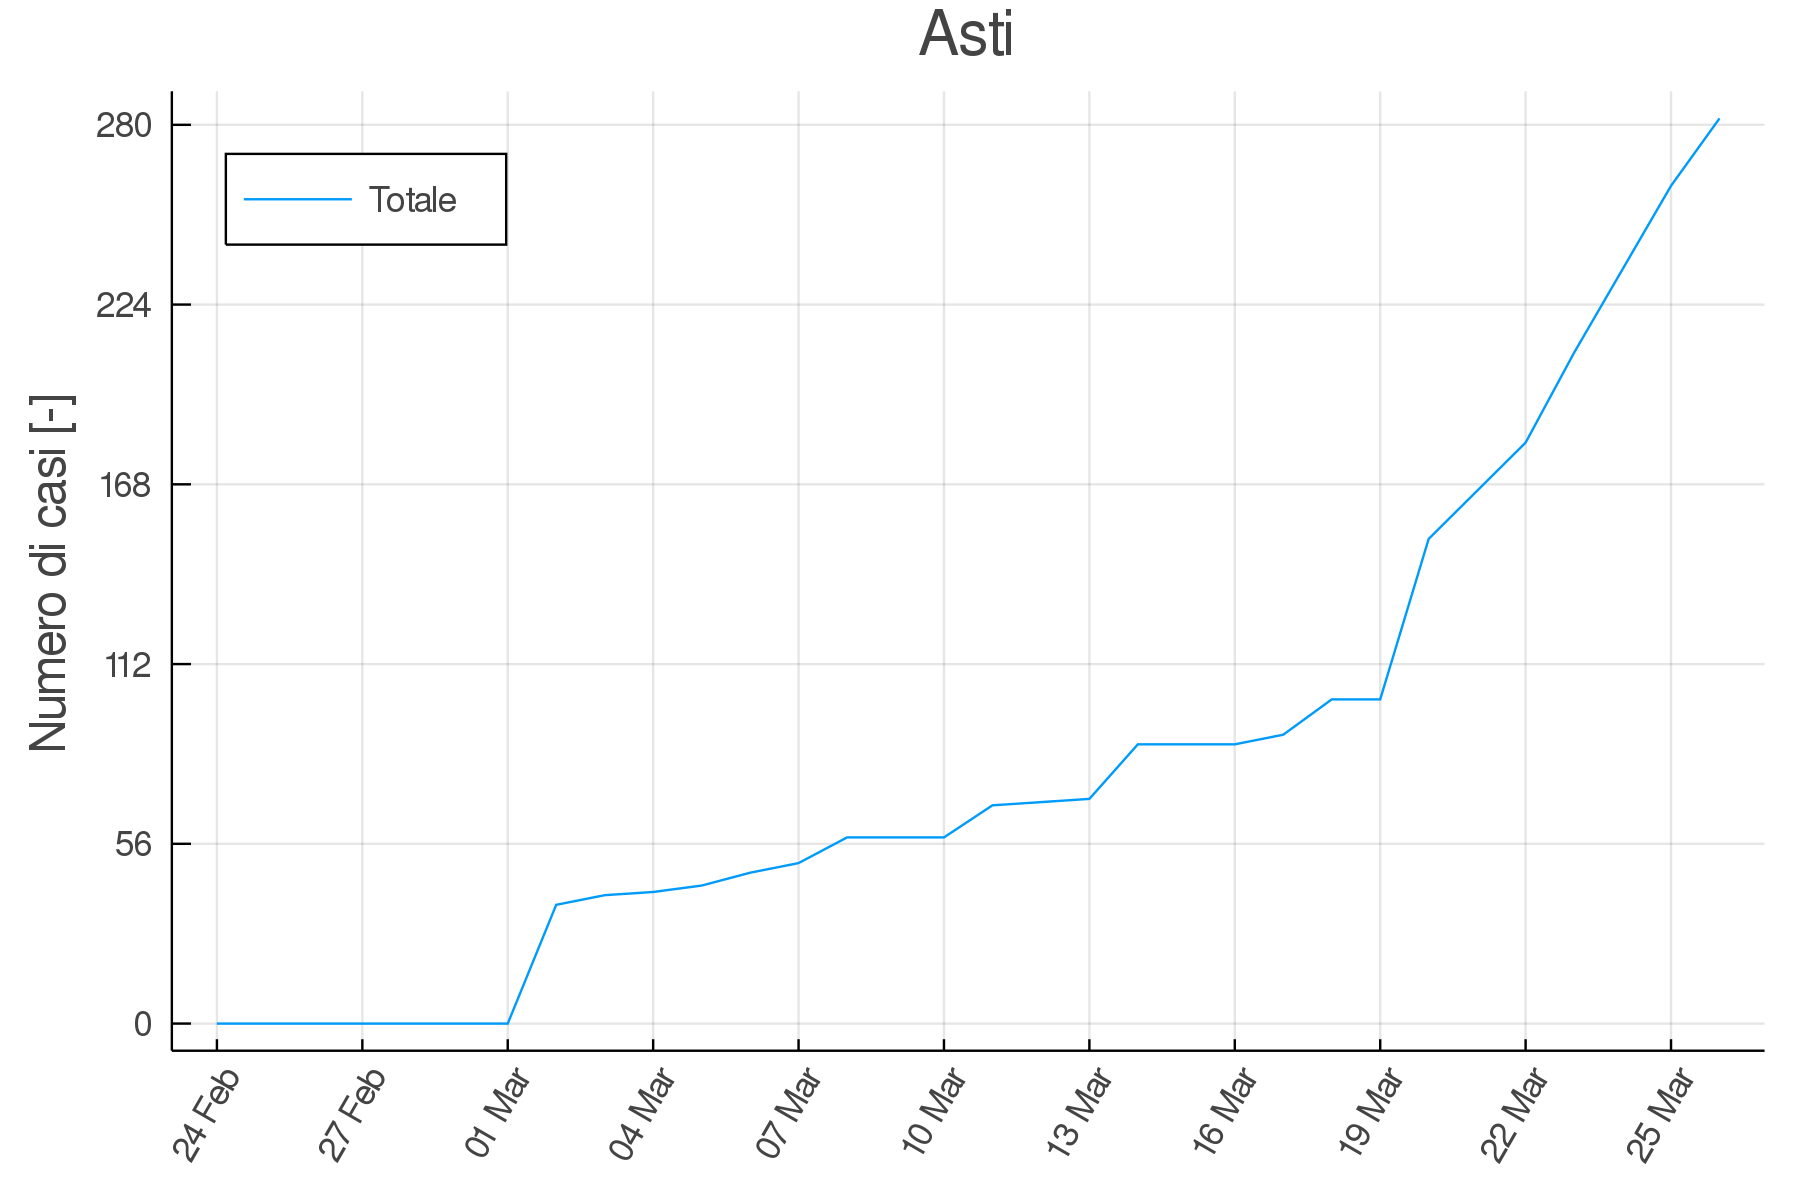 Asti
280
224
168
112
56
0
Numero di casi [-]
Totale
24 Feb
27 Feb
01 Mar
04 Mar
07 Mar
10 Mar
13 Mar
16 Mar
19 Mar
22 Mar
25 Mar